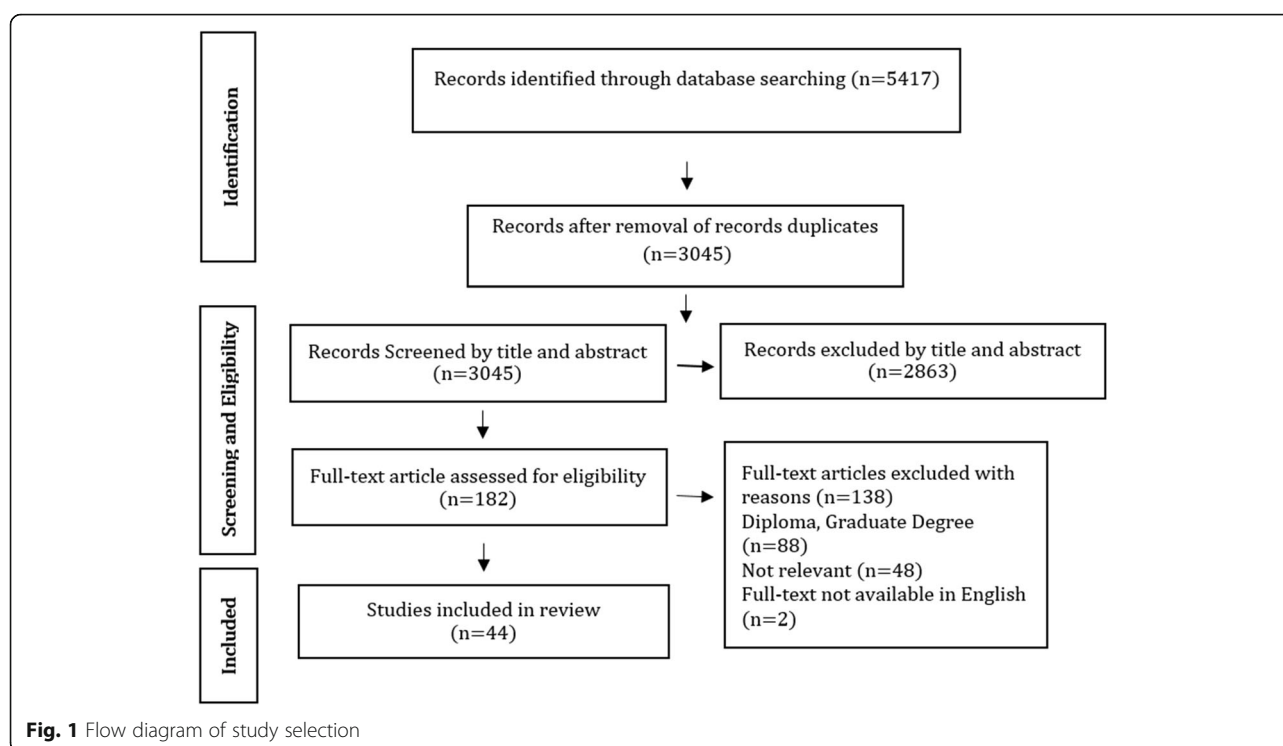 Identification
Records identified through database searching (n=5417)
Records after removal of records duplicates
(n=3045)
Screening and Eligibility
Records Screened by title and abstract
(n=3045)
Records excluded by title and abstract
(n=2863)
Full-text article assessed for eligibility
(n=182)
Full-text articles excluded with
reasons (n=138)
Diploma, Graduate Degree
(n=88)
Not relevant (n=48)
Full-text not available in English
(n=2)
Included
Studies included in review
(n=44)
Fig. 1 Flow diagram of study selection